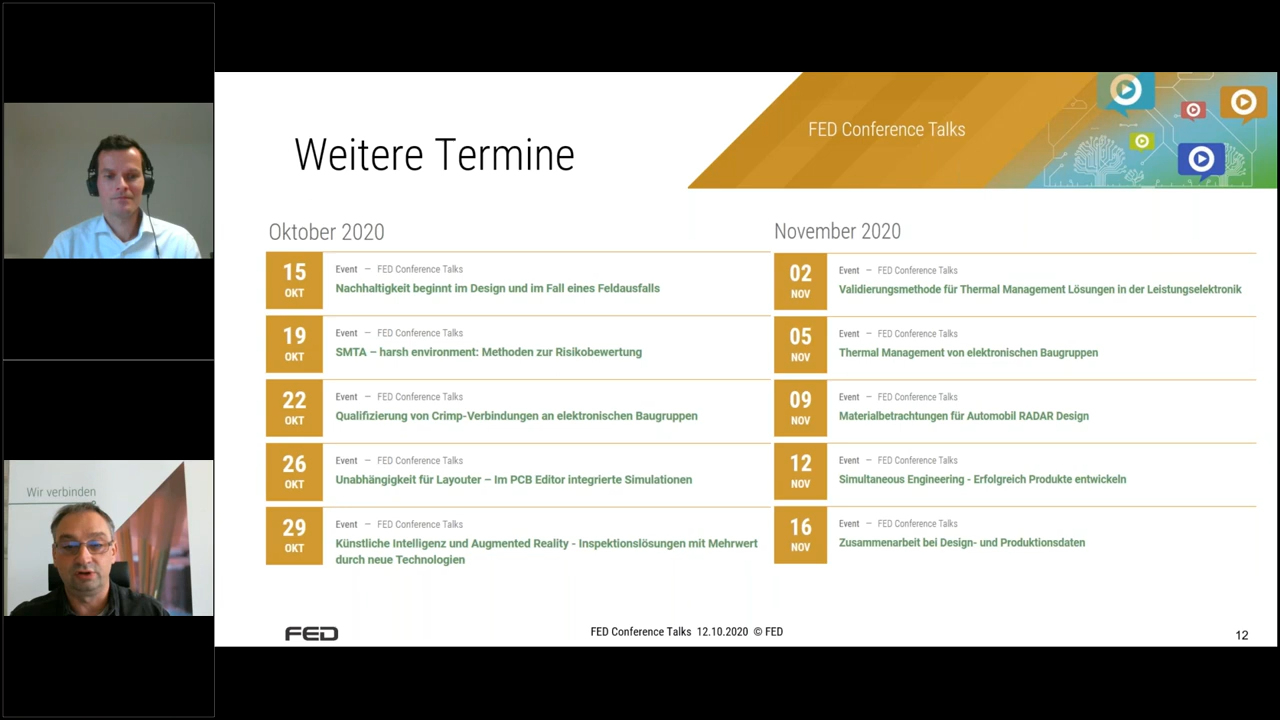 Weitere Termine
FED Conference Talks
Oktober 2020
15
OKT
Event – FED Conference Talks
Nachhaltigkeit beginnt im Design und im Fall eines Feldausfalls
19
OKT
Event – FED Conference Talks
SMTA – harsh environment: Methoden zur Risikobewertung
22
OKT
Event – FED Conference Talks
Qualifizierung von Crimp-Verbindungen an elektronischen Baugruppen
26
OKT
Event – FED Conference Talks
Unabhängigkeit für Layouter – Im PCB Editor integrierte Simulationen
29
OKT
Event – FED Conference Talks
Künstliche Intelligenz und Augmented Reality - Inspektionslösungen mit Mehrwert
durch neue Technologien
November 2020
02
NOV
Event – FED Conference Talks
Validierungsmethode für Thermal Management Lösungen in der Leistungselektronik
05
NOV
Event – FED Conference Talks
Thermal Management von elektronischen Baugruppen
09
NOV
Event – FED Conference Talks
Materialbetrachtungen für Automobil RADAR Design
12
NOV
Event – FED Conference Talks
Simultaneous Engineering - Erfolgreich Produkte entwickeln
16
NOV
Event – FED Conference Talks
Zusammenarbeit bei Design- und Produktionsdaten
Wir verbinden
FED
FED Conference Talks 12.10.2020 © FED
12